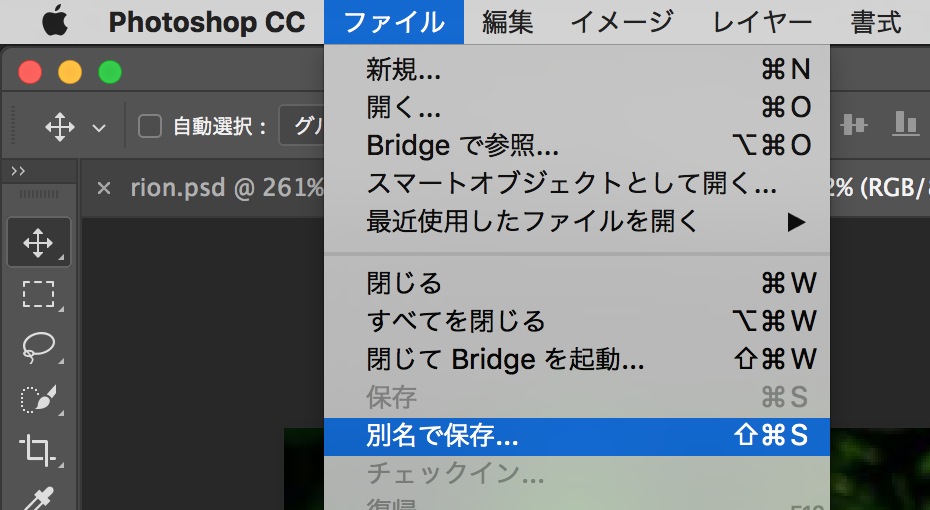 Photoshop CC ファイル 編集 イメージ レイヤー 書式
自動選択：
rion.psd @ 261%
2% (RGB/
新規... ⌘N
開く... ⌘O
Bridge で参照... ⌥⌘O
スマートオブジェクトとして開く...
最近使用したファイルを開く ▶
閉じる ⌘W
すべてを閉じる ⌥⌘W
閉じて Bridge を起動... ⇧⌘W
保存 ⌘S
別名で保存... ⇧⌘S
チェックイン...
復帰